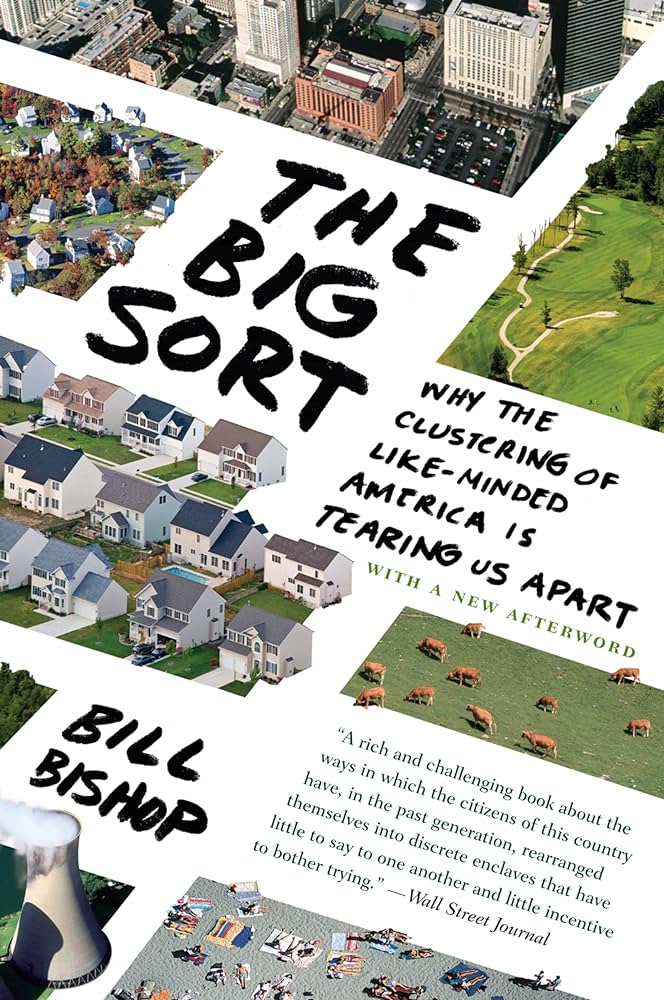 THE
BIG
SORT
WHY THE
CLUSTERING OF
LIKE-MINDED
AMERICA IS
TEARING US APART
WITH A NEW AFTERWORD
BILL
BISHOP
“A rich and challenging book about the
ways in which the citizens of this country
have, in the past generation, rearranged
themselves into discrete enclaves that have
little to say to one another and little incentive
to bother trying.” —Wall Street Journal